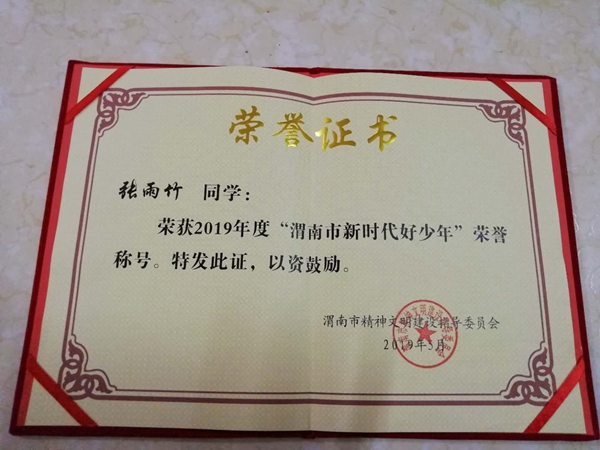 荣誉证书
张雨竹 同学：
荣获2019年度“渭南市新时代好少年”荣誉
称号。特发此证，以资鼓励。
渭南市精神文明建设指导委员会
2019年5月